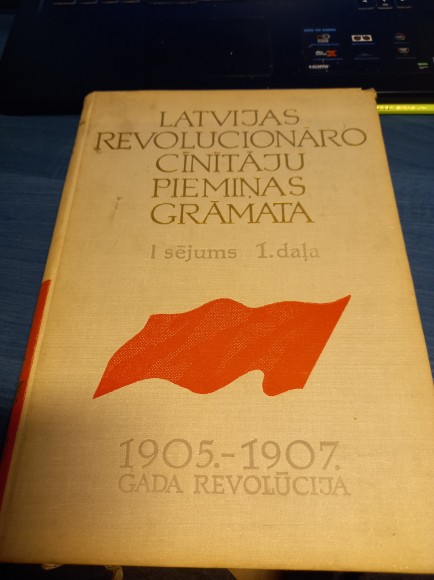 LATVIJAS
REVOLUCIONĀRO
CĪNĪTĀJU
PIEMIŅAS
GRĀMATA
I sējums 1. daļa
1905.-1907.
GADA REVOLŪCIJA